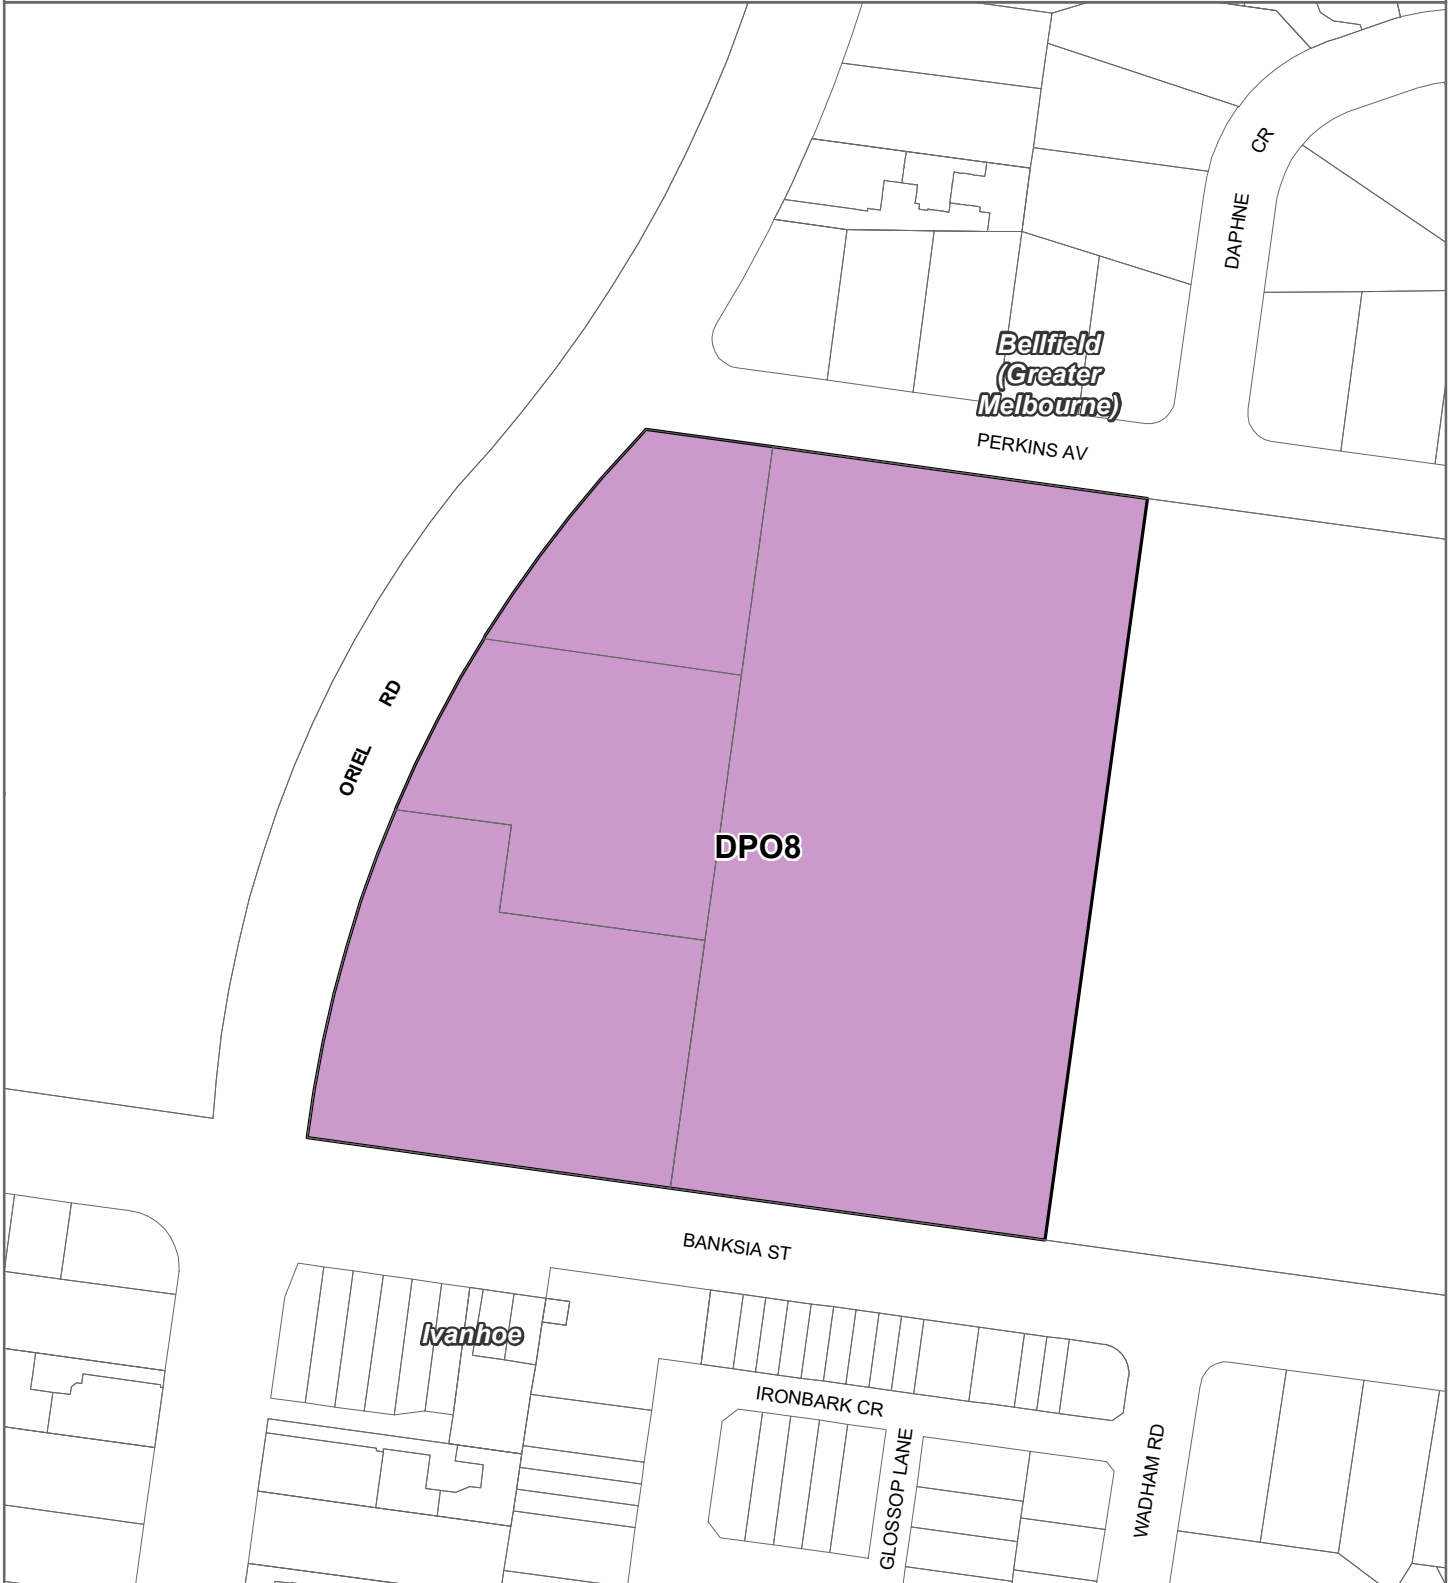 CR
DAPHNE
Bellfield
(Greater
Melbourne)
PERKINS AV
ORIEL RD
DPO8
BANKSIA ST
Ivanhoe
IRONBARK CR
GLOSSOP LANE
WADHAM RD